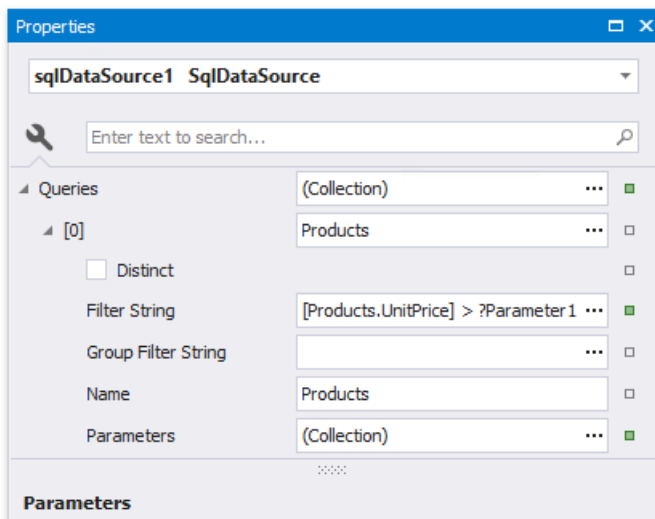 Properties
sqlDataSource1 SqlDataSource
Enter text to search...
Queries (Collection) ...
[0] Products ...
Distinct
Filter String [Products.UnitPrice] > ?Parameter1 ...
Group Filter String ...
Name Products
Parameters (Collection) ...
Parameters